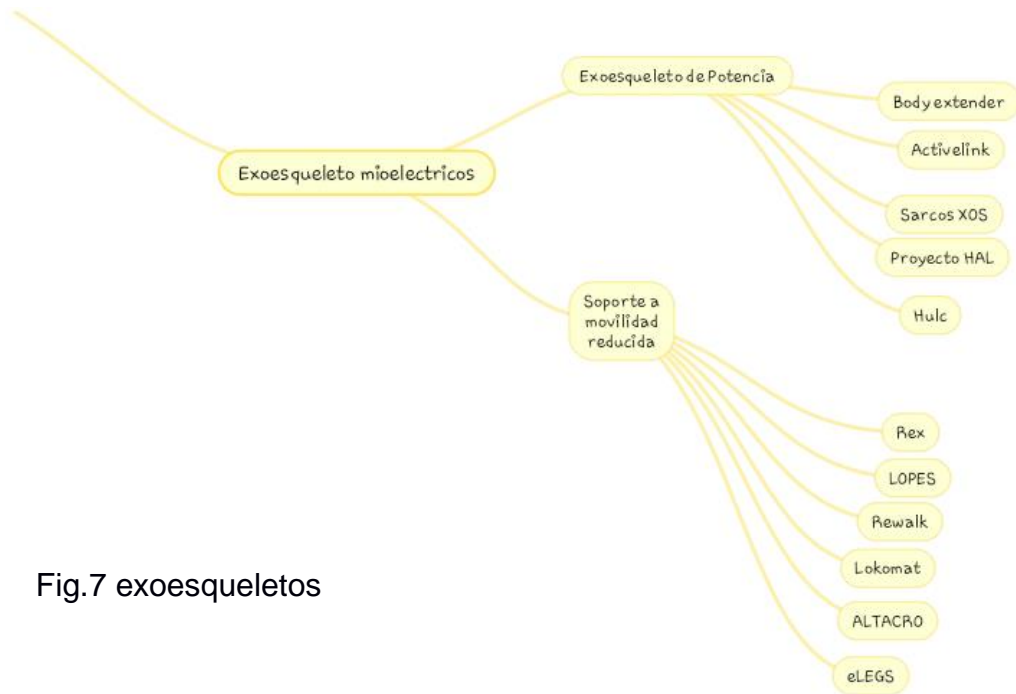 Exoesqueleto de Potencia
Body extender
Activelink
Exoesqueleto mioelectricos
Sarcos XOS
Proyecto HAL
Soporte a
movilidad
reducida
Hulc
Rex
LOPES
Rewalk
Lokomat
Fig.7 exoesqueletos
ALTACRO
eLEGS